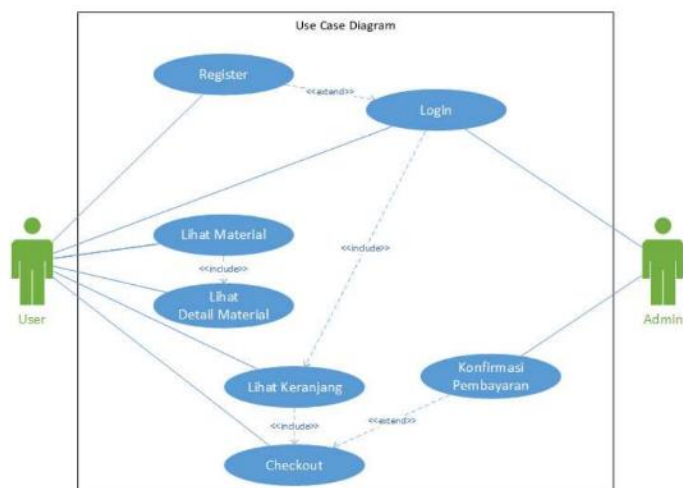 Use Case Diagram
Register
<<extend>>
Login
Lihat Material
<<include>>
<<include>>
Lihat
Detail Material
User
Admin
Lihat Keranjang
Konfirmasi
Pembayaran
<<include>>
<<extend>>
Checkout